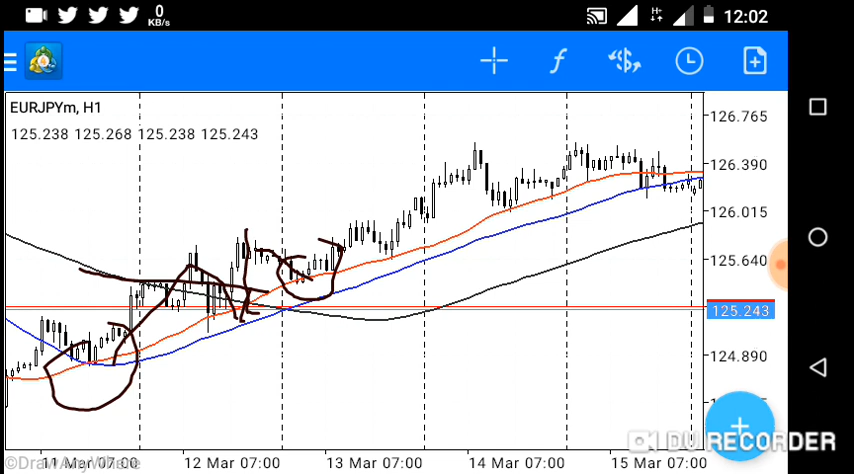 0 KB/s
12:02
EURJPYm, H1
125.238 125.268 125.238 125.243
126.765
126.390
126.015
125.640
125.243
124.890
11 Mar 07:00 12 Mar 07:00 13 Mar 07:00 14 Mar 07:00 15 Mar 07:00
DU RECORDER